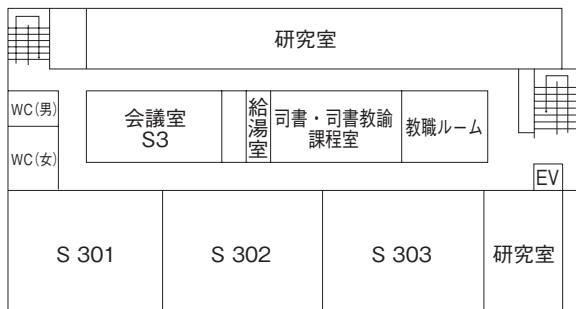 研究室
WC(男)
WC(女)
会議室
S3
給湯室
司書・司書教諭
課程室
教職ルーム
EV
S 301
S 302
S 303
研究室